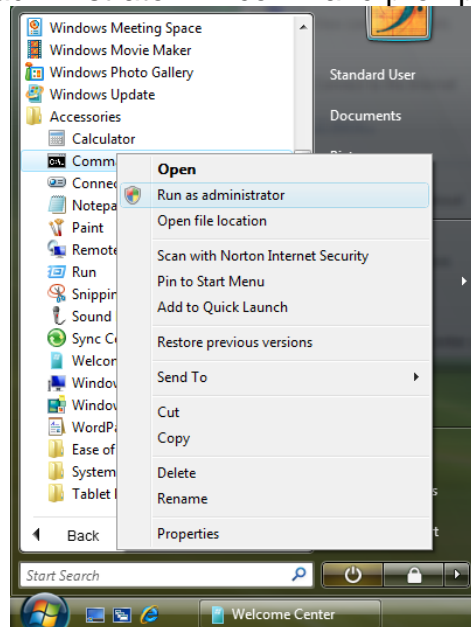 Windows Meeting Space
Windows Movie Maker
Windows Photo Gallery
Windows Update
Accessories
Calculator
Comm
Connec
Notepa
Paint
Remote
Run
Snippin
Sound
Sync C
Welcor
Window
Window
WordPa
Ease of
System
Tablet
Back
Start Search
Standard User
Documents
Open
Run as administrator
Open file location
Scan with Norton Internet Security
Pin to Start Menu
Add to Quick Launch
Restore previous versions
Send To
Cut
Copy
Delete
Rename
Properties
Welcome Center